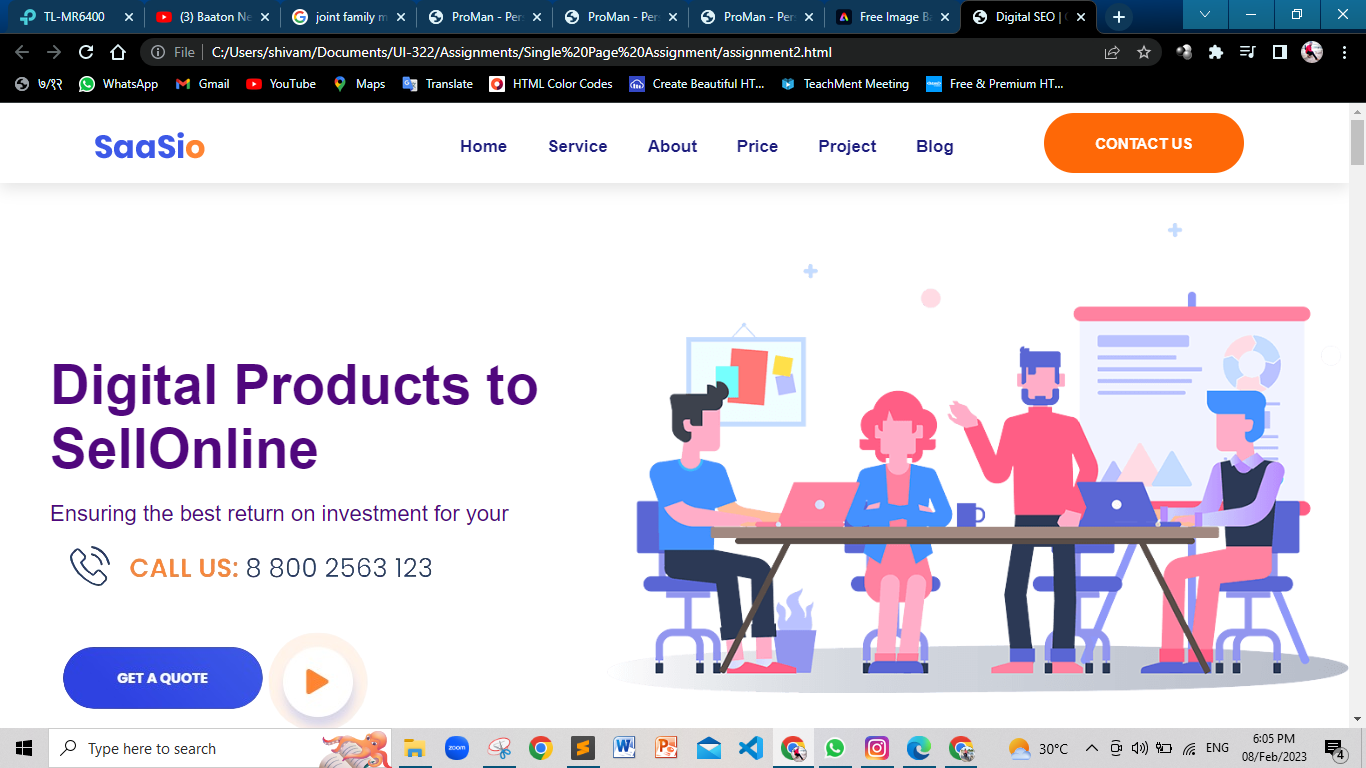 TL-MR6400
(3) Baaton Ne
joint family m
ProMan - Per
ProMan - Per
ProMan - Per
Free Image B
Digital SEO |
File
C:/Users/shivam/Documents/UI-322/Assignments/Single%20Page%20Assignment/assignment2.html
WhatsApp
Gmail
YouTube
Maps
Translate
HTML Color Codes
Create Beautiful HT...
TeachMent Meeting
Free & Premium HT...
SaaSio
Home
Service
About
Price
Project
Blog
CONTACT US
Digital Products to
SellOnline
Ensuring the best return on investment for your
CALL US: 8 800 2563 123
GET A QUOTE
Type here to search
30°C
ENG
6:05 PM
08/Feb/2023
4